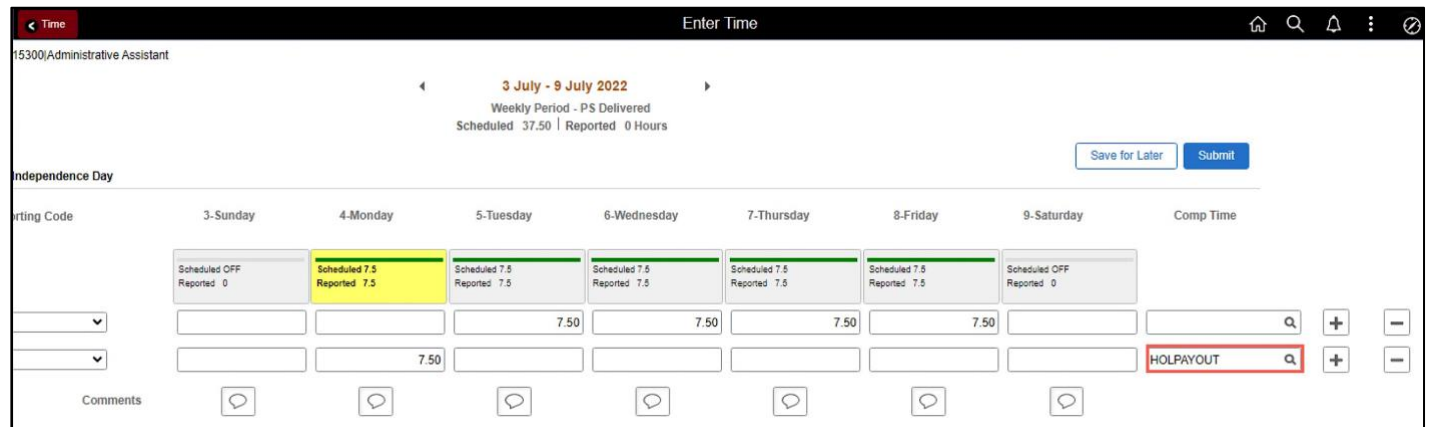 Time
Enter Time
15300|Administrative Assistant
3 July - 9 July 2022
Weekly Period - PS Delivered
Scheduled 37.50 | Reported 0 Hours
Save for Later Submit
Independence Day
orting Code 3-Sunday 4-Monday 5-Tuesday 6-Wednesday 7-Thursday 8-Friday 9-Saturday Comp Time
Scheduled OFF Scheduled 7.5 Scheduled 7.5 Scheduled 7.5 Scheduled 7.5 Scheduled 7.5 Scheduled OFF
Reported 0 Reported 7.5 Reported 7.5 Reported 7.5 Reported 7.5 Reported 7.5 Reported 0
7.50 7.50 7.50 7.50
7.50 HOLPAYOUT
Comments